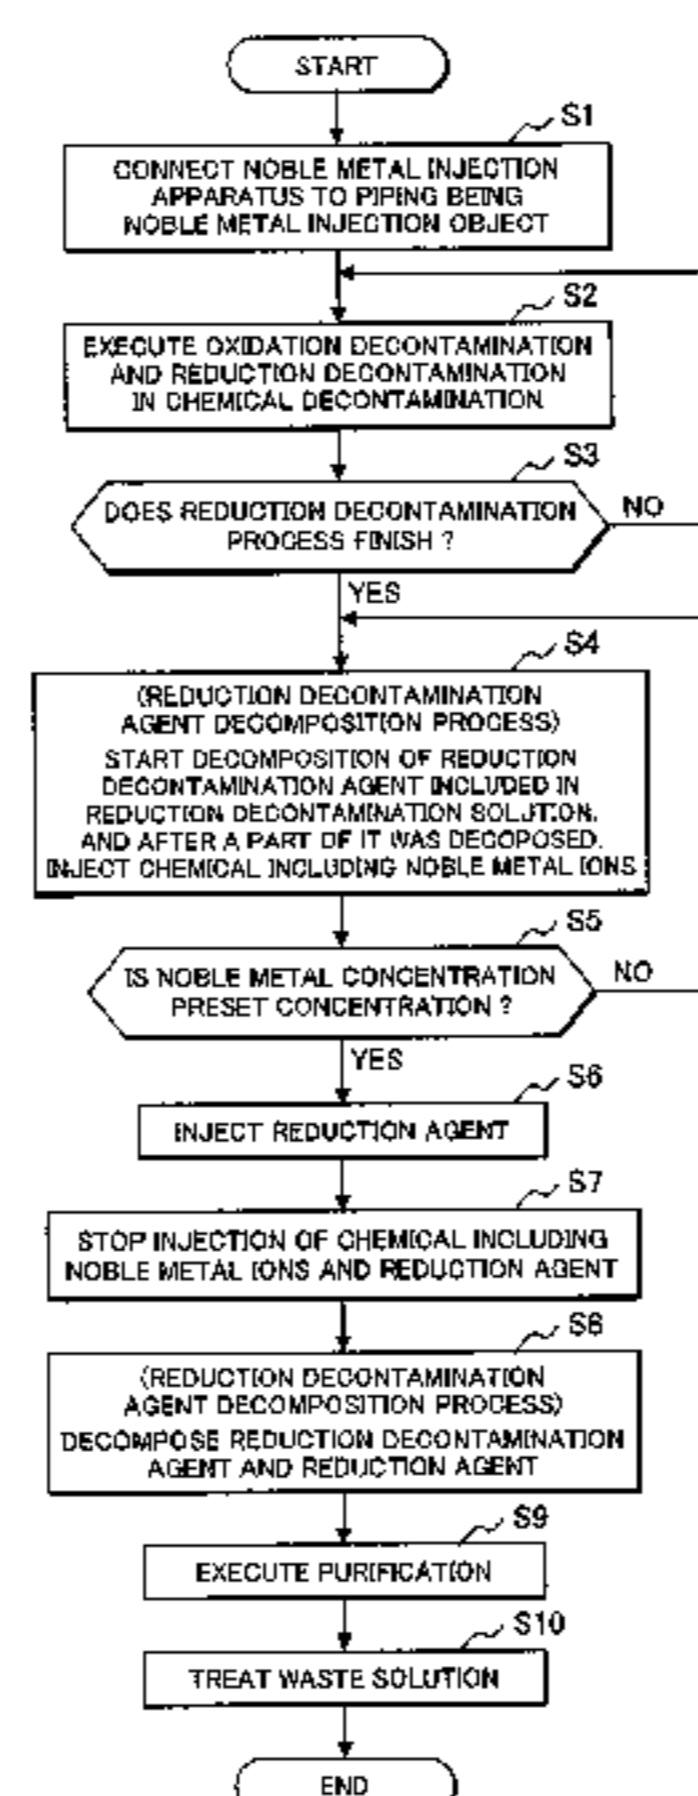 START
S1
CONNECT NOBLE METAL INJECTION
APPARATUS TO PIPING BEING
NOBLE METAL INJECTION OBJECT
S2
EXECUTE OXIDATION DECONTAMINATION
AND REDUCTION DECONTAMINATION
IN CHEMICAL DECONTAMINATION
S3
DOES REDUCTION DECONTAMINATION
PROCESS FINISH ?
NO
YES
S4
(REDUCTION DECONTAMINATION
AGENT DECOMPOSITION PROCESS)
START DECOMPOSITION OF REDUCTION
DECONTAMINATION AGENT INCLUDED IN
REDUCTION DECONTAMINATION SOLUTION,
AND AFTER A PART OF IT WAS DECOPOSED,
INJECT CHEMICAL INCLUDING NOBLE METAL IONS
S5
IS NOBLE METAL CONCENTRATION
PRESET CONCENTRATION ?
NO
YES
S6
INJECT REDUCTION AGENT
S7
STOP INJECTION OF CHEMICAL INCLUDING
NOBLE METAL IONS AND REDUCTION AGENT
S8
(REDUCTION DECONTAMINATION
AGENT DECOMPOSITION PROCESS)
DECOMPOSE REDUCTION DECONTAMINATION
AGENT AND REDUCTION AGENT
S9
EXECUTE PURIFICATION
S10
TREAT WASTE SOLUTION
END